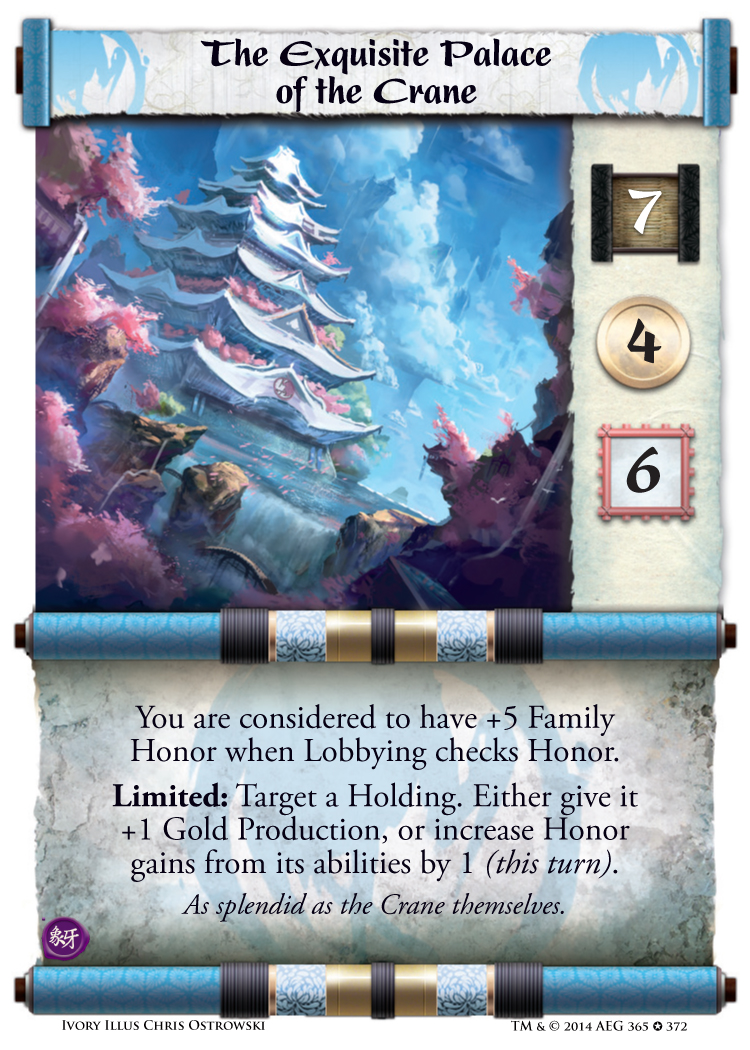 The Exquisite Palace
of the Crane
7
4
6
You are considered to have +5 Family
Honor when Lobbying checks Honor.
Limited: Target a Holding. Either give it
+1 Gold Production, or increase Honor
gains from its abilities by 1 (this turn).
As splendid as the Crane themselves.
象牙
Ivory Illus Chris Ostrowski
TM & © 2014 AEG 365 ✪ 372